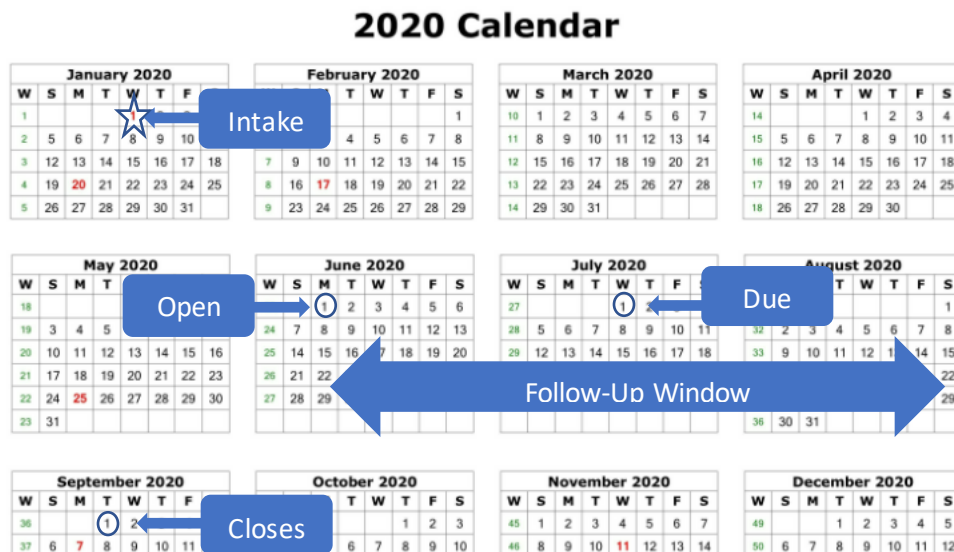 2020 Calendar
January 2020 February 2020 March 2020 April 2020
W S M T W T F T W T F S W S M T W T F S W S M T W T F S
1 1 Intake 1 10 1 2 3 4 5 6 7 14 1 2 3 4
2 5 6 7 8 9 10 4 5 6 7 8 11 8 9 10 11 12 13 14 15 5 6 7 8 9 10 11
3 12 13 14 15 16 17 18 7 9 10 11 12 13 14 15 12 15 16 17 18 19 20 21 16 12 13 14 15 16 17 18
4 19 20 21 22 23 24 25 8 16 17 18 19 20 21 22 13 22 23 24 25 26 27 28 17 19 20 21 22 23 24 25
5 26 27 28 29 30 31 9 23 24 25 26 27 28 29 14 29 30 31 18 26 27 28 29 30
May 2020 June 2020 July 2020 August 2020
W S M T W S M T W T F S W S M T W T F T W T F S
18 Open 1 2 3 4 5 6 27 1 2 Due 1
19 3 4 5 24 7 8 9 10 11 12 13 28 5 6 7 8 9 10 11 32 2 3 4 5 6 7 8
20 10 11 12 13 14 15 16 25 14 15 16 17 18 19 20 29 12 13 14 15 16 17 18 33 9 10 11 12 14 15
21 17 18 19 20 21 22 23 26 21 22 Follow-Up Window 22
22 24 25 26 27 28 29 30 27 28 29 29
23 31 36 30 31
September 2020 October 2020 November 2020 December 2020
W S M T W T F T W T F S W S M T W T F S W S M T W T F S
36 1 2 Closes 1 2 3 45 1 2 3 4 5 6 7 49 1 2 3 4 5
37 6 7 8 9 10 11 6 7 8 9 10 46 8 9 10 11 12 13 14 50 6 7 8 9 10 11 12